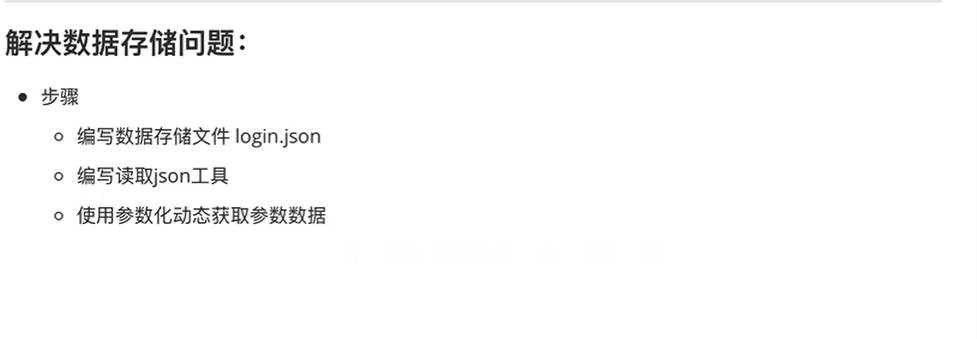 解决数据存储问题：
步骤
编写数据存储文件 login.json
编写读取json工具
使用参数化动态获取参数数据